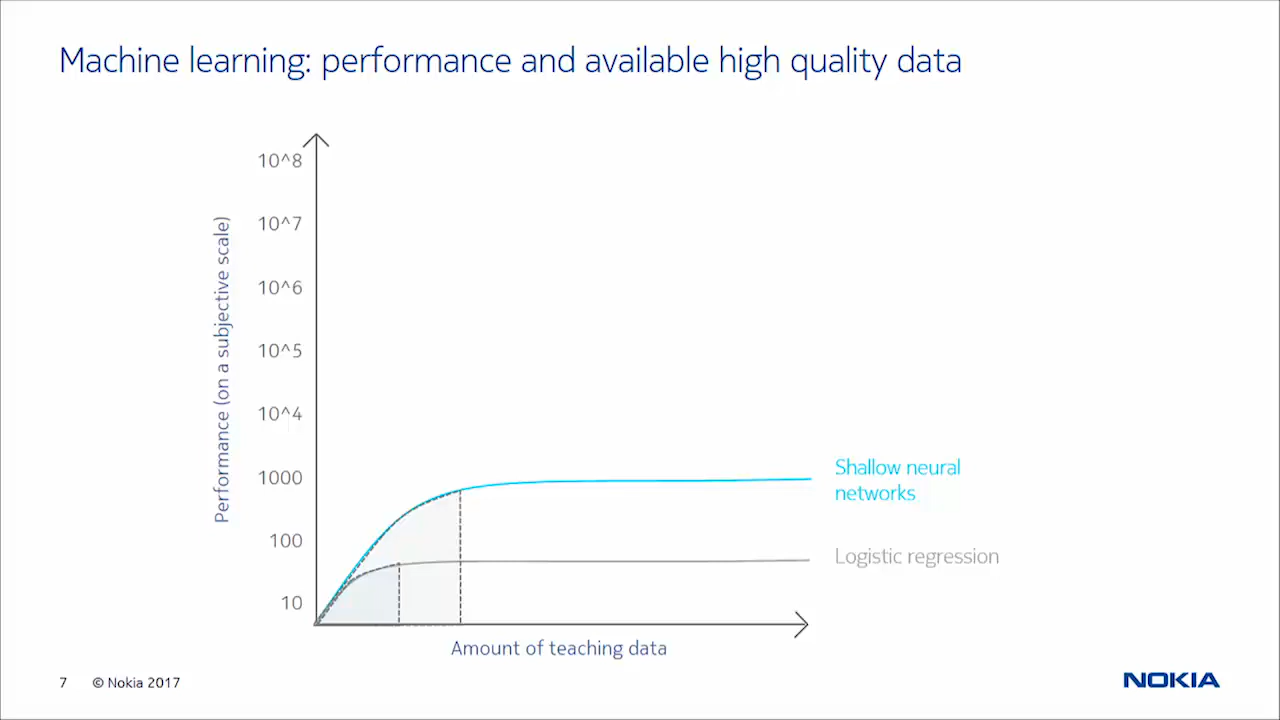 Machine learning: performance and available high quality data
10^8
10^7
10^6
10^5
10^4
1000
100
10
Performance (on a subjective scale)
Shallow neural
networks
Logistic regression
Amount of teaching data
7 © Nokia 2017
NOKIA